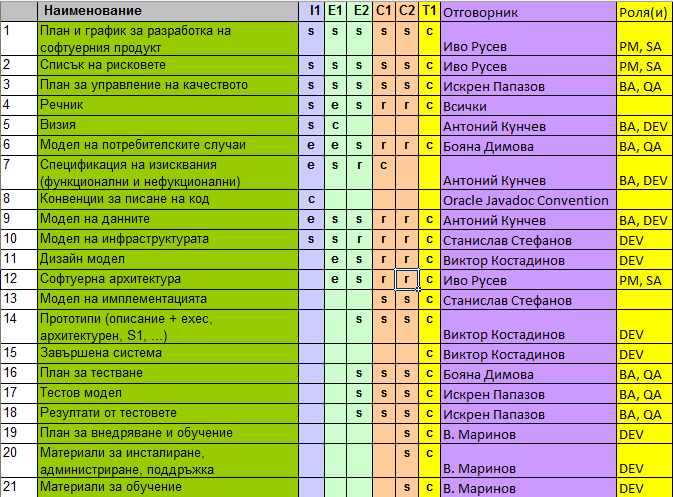 Наименование I1 E1 E2 C1 C2 T1 Отговорник Роля(и)
1 План и график за разработка на s s s s s c
софтуерния продукт Иво Русев PM, SA
2 Списък на рисковете s s s s s c Иво Русев PM, SA
3 План за управление на качеството s s s s s c Искрен Папазов BA, QA
4 Речник s e s r r c Всички
5 Визия s c Антоний Кунчев BA, DEV
6 Модел на потребителските случаи e e s r r c Бояна Димова BA, QA
7 Спецификация на изисквания e s r c
(функционални и нефукционални) Антоний Кунчев BA, DEV
8 Конвенции за писане на код c Oracle Javadoc Convention
9 Модел на данните e s s r r c Антоний Кунчев BA, DEV
10 Модел на инфраструктурата s s r r r c Станислав Стефанов DEV
11 Дизайн модел e s r r c Виктор Костадинов DEV
12 Софтуерна архитектура e s r r c Иво Русев PM, SA
13 Модел на имплементацията s s c Станислав Стефанов
14 Прототипи (описание + exec, s s s c
архитектурен, S1, ...) Виктор Костадинов DEV
15 Завършена система c Виктор Костадинов DEV
16 План за тестване s s s c Бояна Димова BA, QA
17 Тестов модел s s s c Искрен Папазов BA, QA
18 Резултати от тестовете s s s c Искрен Папазов BA, QA
19 План за внедряване и обучение s c В. Маринов DEV
20 Материали за инсталиране, s c
администриране, поддръжка В. Маринов DEV
21 Материали за обучение s c В. Маринов DEV